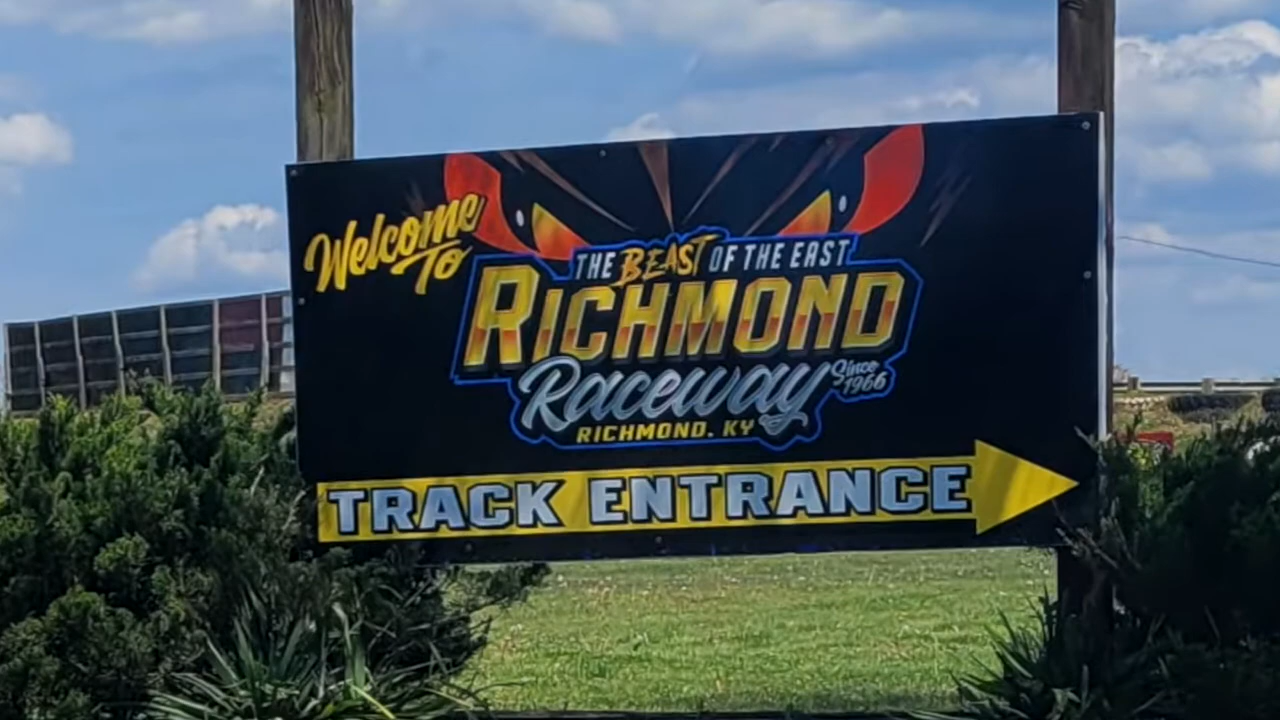 Welcome
To
THE BEAST OF THE EAST
RICHMOND
Raceway
Since
1966
RICHMOND. KY
TRACK ENTRANCE